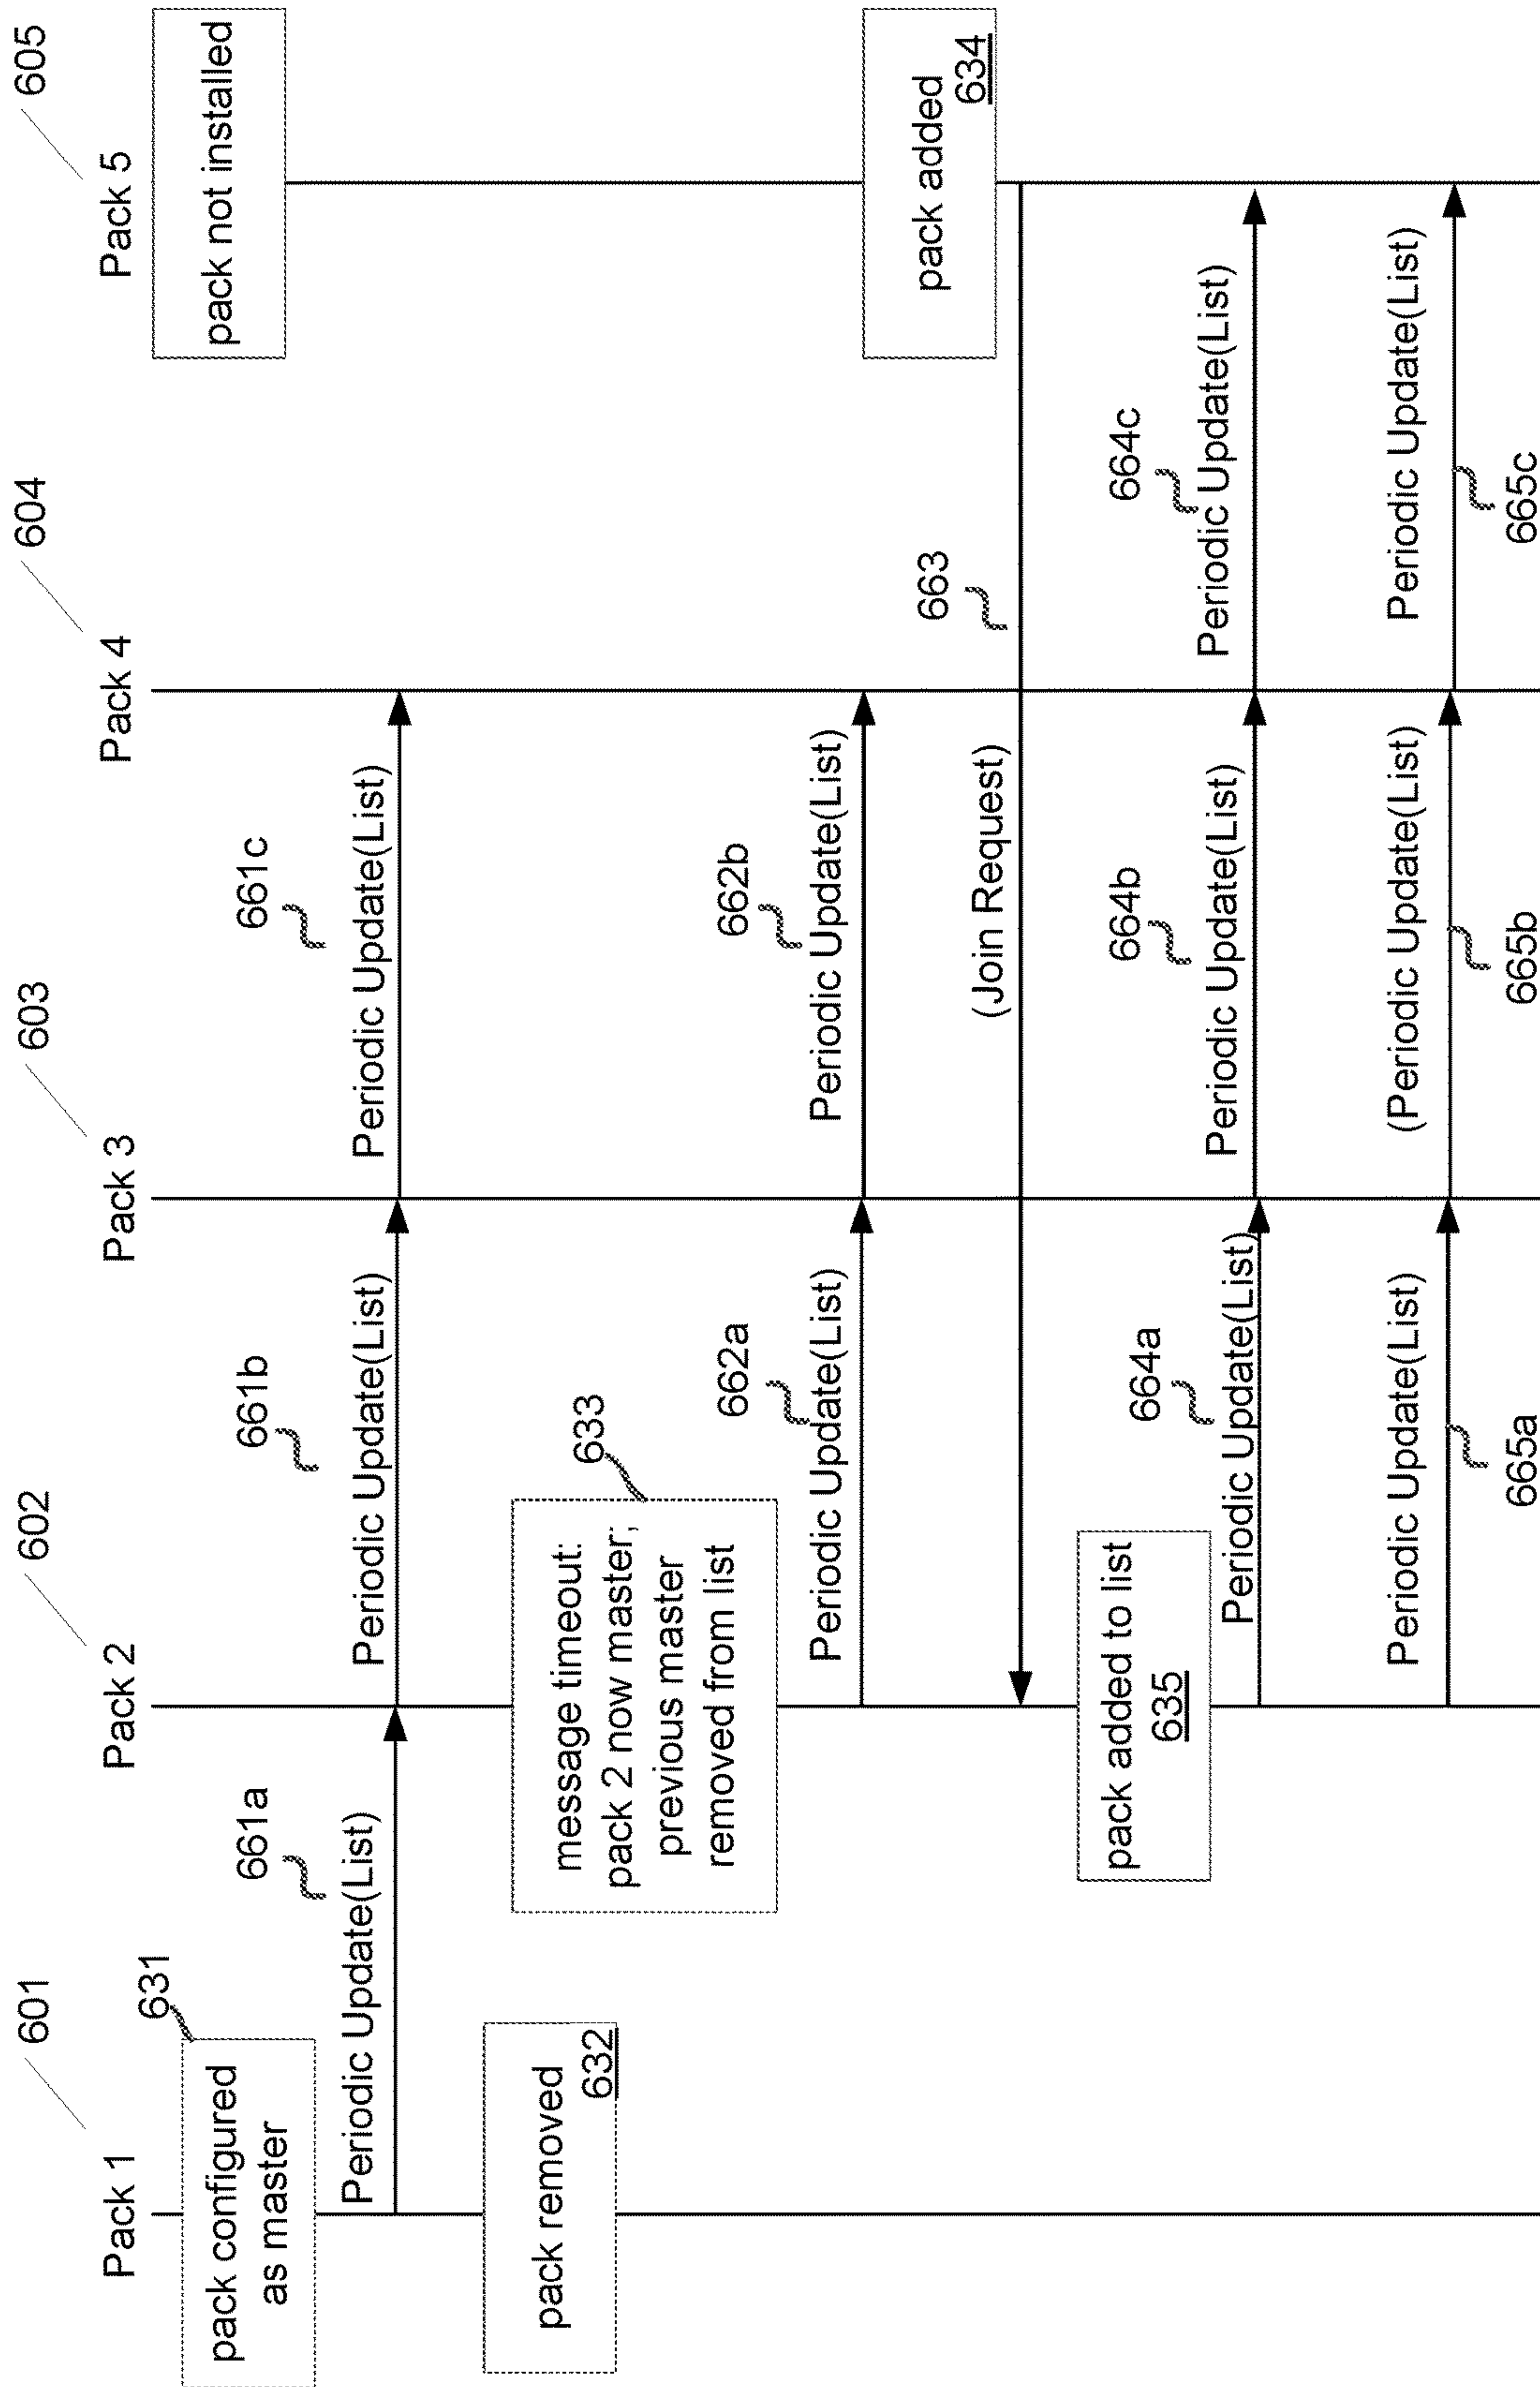 601
602
603
604
605
Pack 1
Pack 2
Pack 3
Pack 4
Pack 5
631
pack configured
as master
pack not installed
661a
661b
661c
Periodic Update(List)
Periodic Update(List)
Periodic Update(List)
pack removed
632
633
message timeout:
pack 2 now master;
previous master
removed from list
662a
662b
Periodic Update(List)
Periodic Update(List)
pack added
634
663
(Join Request)
pack added to list
635
664a
664b
664c
Periodic Update(List)
Periodic Update(List)
Periodic Update(List)
Periodic Update(List)
(Periodic Update(List)
Periodic Update(List)
665a
665b
665c